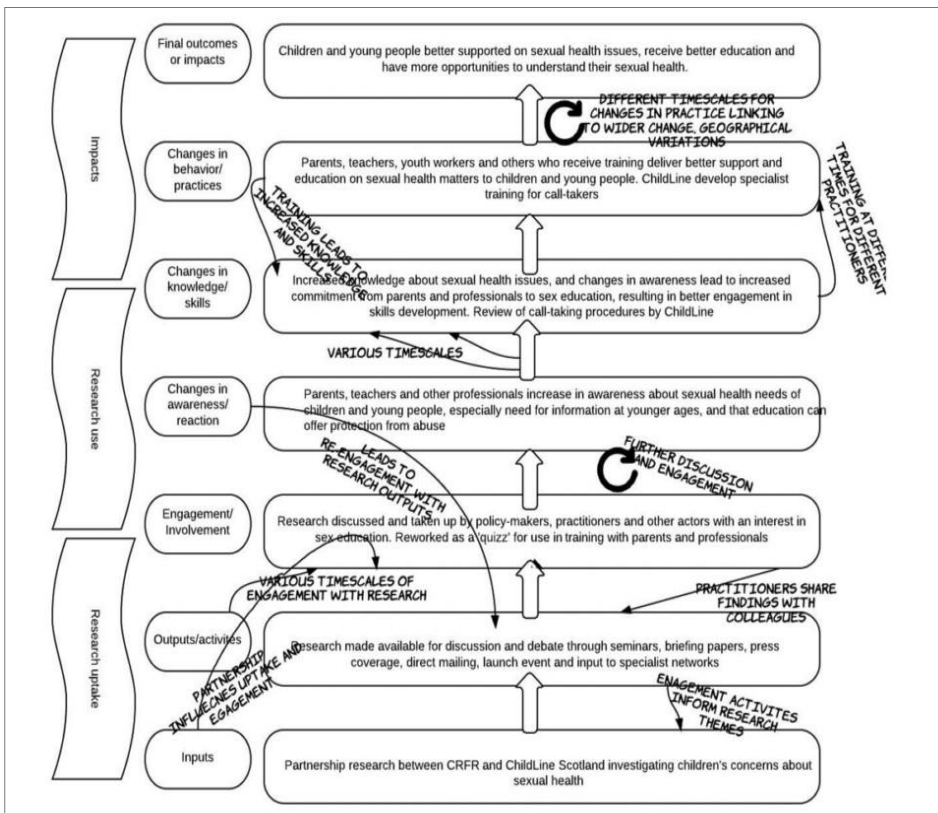 Final outcomes
or impacts
Children and young people better supported on sexual health issues, receive better education and
have more opportunities to understand their sexual health.
DIFFERENT TIMESCALES FOR
CHANGES IN PRACTICE LINKING
TO WIDER CHANGE, GEOGRAPHICAL
VARIATIONS
Impacts
Changes in
behavior/
practices
Parents, teachers, youth workers and others who receive training deliver better support and
education on sexual health matters to children and young people. ChildLine develop specialist
training for call-takers
TRAINING AT DIFFE
TIMES FOR DIFFERENT
PRACTITIONERS
TRAINING LEADS TO
INCREASED KNOWLEDGE
AND SKILLS
Changes in
knowledge/
skills
Increased knowledge about sexual health issues, and changes in awareness lead to increased
commitment from parents and professionals to sex education, resulting in better engagement in
skills development. Review of call-taking procedures by ChildLine
VARIOUS TIMESCALES
Research use
Changes in
awareness/
reaction
Parents, teachers and other professionals increase in awareness about sexual health needs of
children and young people, especially need for information at younger ages, and that education can
offer protection from abuse
LEADS TO
RE-ENGAGEMENT WITH
RESEARCH OUTPUTS
FURTHER DISCUSSION
AND ENGAGEMENT
Engagement/
Involvement
Research discussed and taken up by policy-makers, practitioners and other actors with an interest in
sex education. Reworked as a 'quizz' for use in training with parents and professionals
VARIOUS TIMESCALES OF
ENGAGEMENT WITH RESEARCH
PRACTITIONERS SHARE
FINDINGS WITH
COLLEAGUES
Research uptake
Outputs/activites
Research made available for discussion and debate through seminars, briefing papers, press
coverage, direct mailing, launch event and input to specialist networks
PARTNERSHIP
INFLUECNES UPTAKE AND
EGAGEMENT
ENAGEMENT ACTIVITES
INFORM RESEARCH
THEMES
Inputs
Partnership research between CRFR and ChildLine Scotland investigating children's concerns about
sexual health